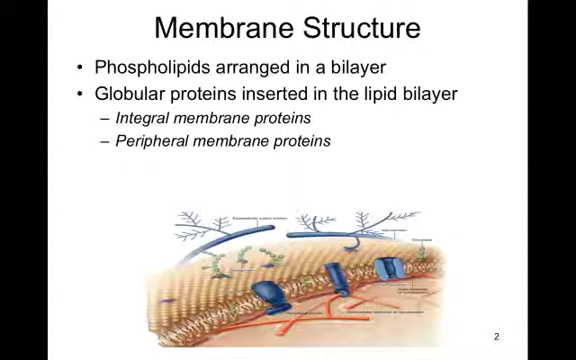 Membrane Structure
• Phospholipids arranged in a bilayer
• Globular proteins inserted in the lipid bilayer
– Integral membrane proteins
– Peripheral membrane proteins
2